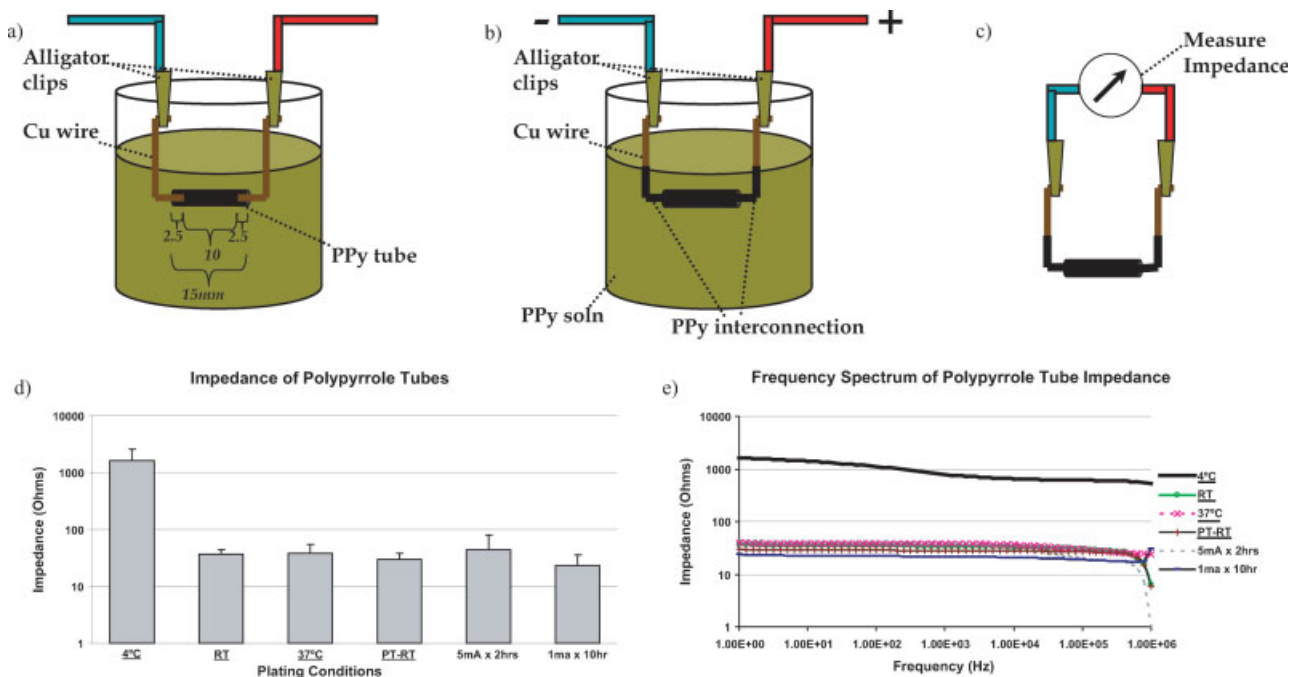 a)
Alligator
clips
Cu wire
2.5
2.5
10
15mm
PPy tube
b)
-
+
Alligator
clips
Cu wire
PPy soln
PPy interconnection
c)
Measure
Impedance
d)
Impedance of Polypyrrole Tubes
Impedance (Ohms)
10000
1000
100
10
1
4ºC
RT
37ºC
PT-RT
5mA x 2hrs
1ma x 10hr
Plating Conditions
e)
Frequency Spectrum of Polypyrrole Tube Impedance
Impedance (Ohms)
10000
1000
100
10
1
1.00E+00
1.00E+01
1.00E+02
1.00E+03
1.00E+04
1.00E+05
1.00E+06
Frequency (Hz)
4ºC
RT
37ºC
PT-RT
5mA x 2hrs
1ma x 10hr